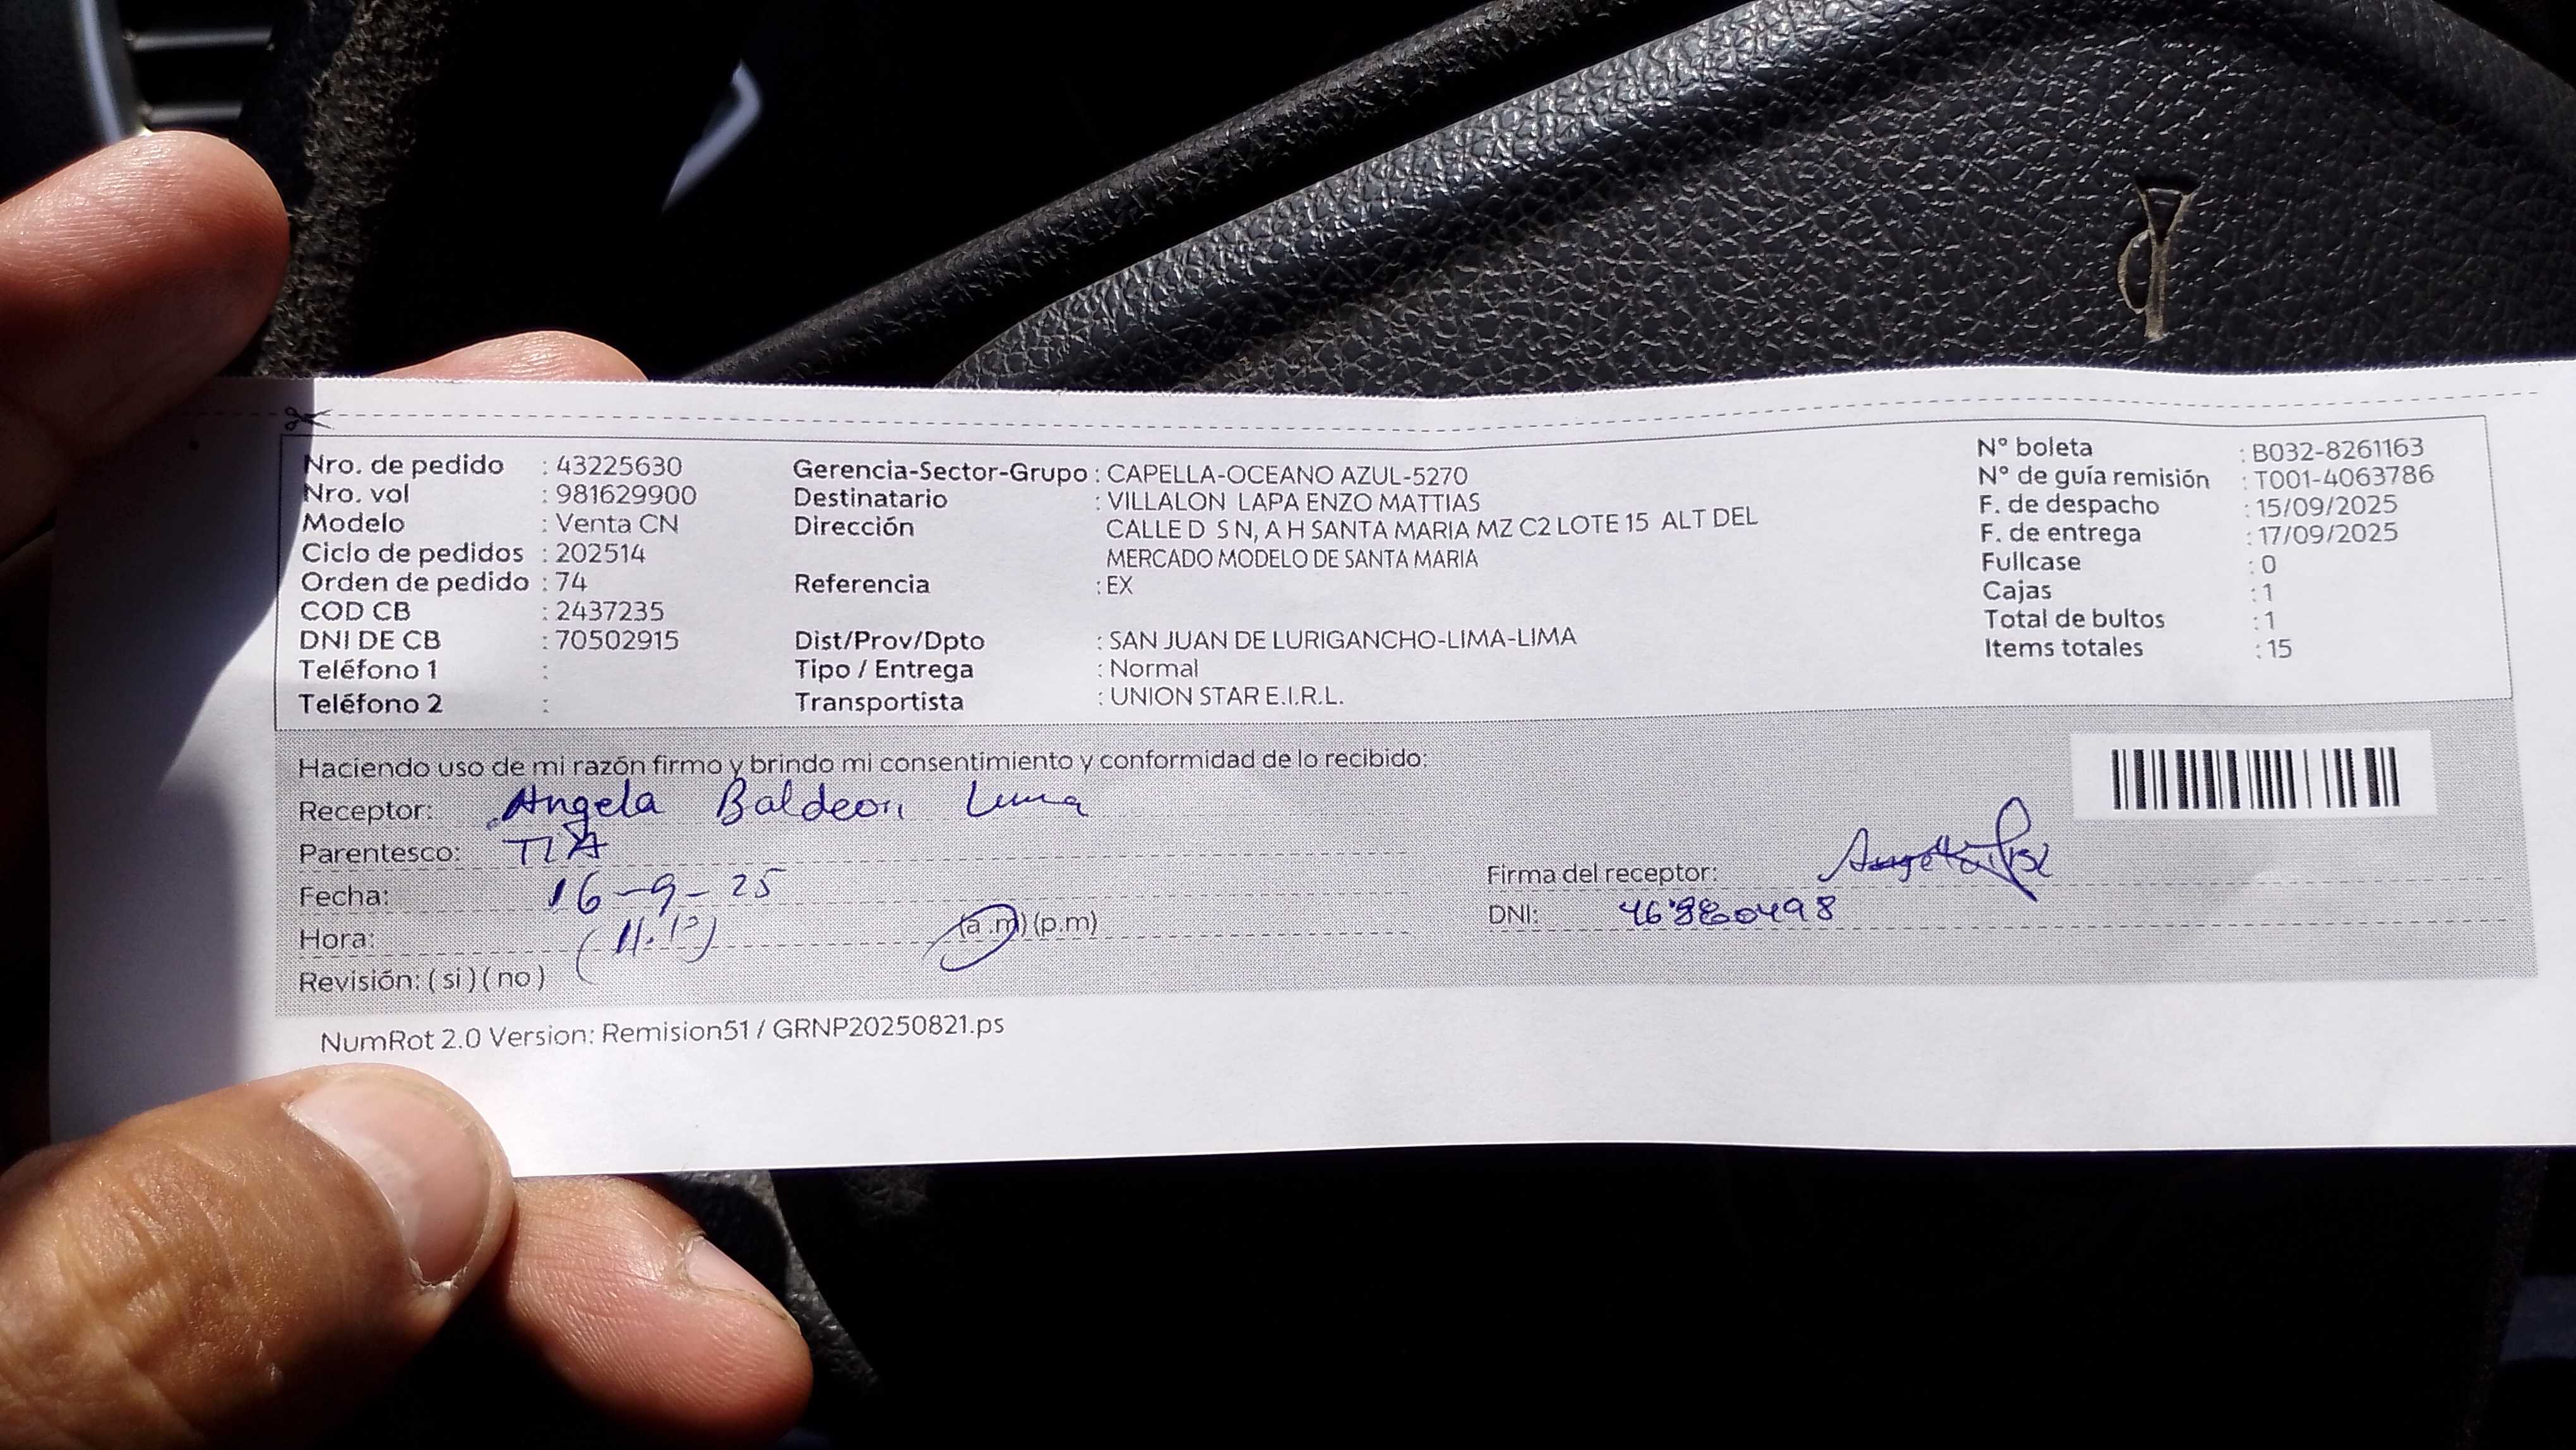 Nro. de pedido : 43225630
Nro. vol : 981629900
Modelo : Venta CN
Ciclo de pedidos : 202514
Orden de pedido : 74
COD CB : 2437235
DNI DE CB : 70502915
Teléfono 1 :
Teléfono 2 :
Gerencia-Sector-Grupo : CAPELLA-OCEANO AZUL-5270
Destinatario : VILLALON LAPA ENZO MATTIAS
Dirección CALLE D S N, A H SANTA MARIA MZ C2 LOTE 15 ALT DEL
MERCADO MODELO DE SANTA MARIA
Referencia : EX
Dist/Prov/Dpto : SAN JUAN DE LURIGANCHO-LIMA-LIMA
Tipo / Entrega : Normal
Transportista : UNION STAR E.I.R.L.
Nº boleta : B032-8261163
Nº de guía remisión : T001-4063786
F. de despacho : 15/09/2025
F. de entrega : 17/09/2025
Fullcase : 0
Cajas : 1
Total de bultos : 1
Items totales : 15
Haciendo uso de mi razón firmo y brindo mi consentimiento y conformidad de lo recibido:
Receptor: Angela Baldeon
Parentesco: TIA
Fecha: 16-9-25
Hora: (11.10) (a.m) (p.m)
Revisión: ( si ) ( no )
Firma del receptor:
DNI:
NumRot 2.0 Version: Remision51 / GRNP20250821.ps